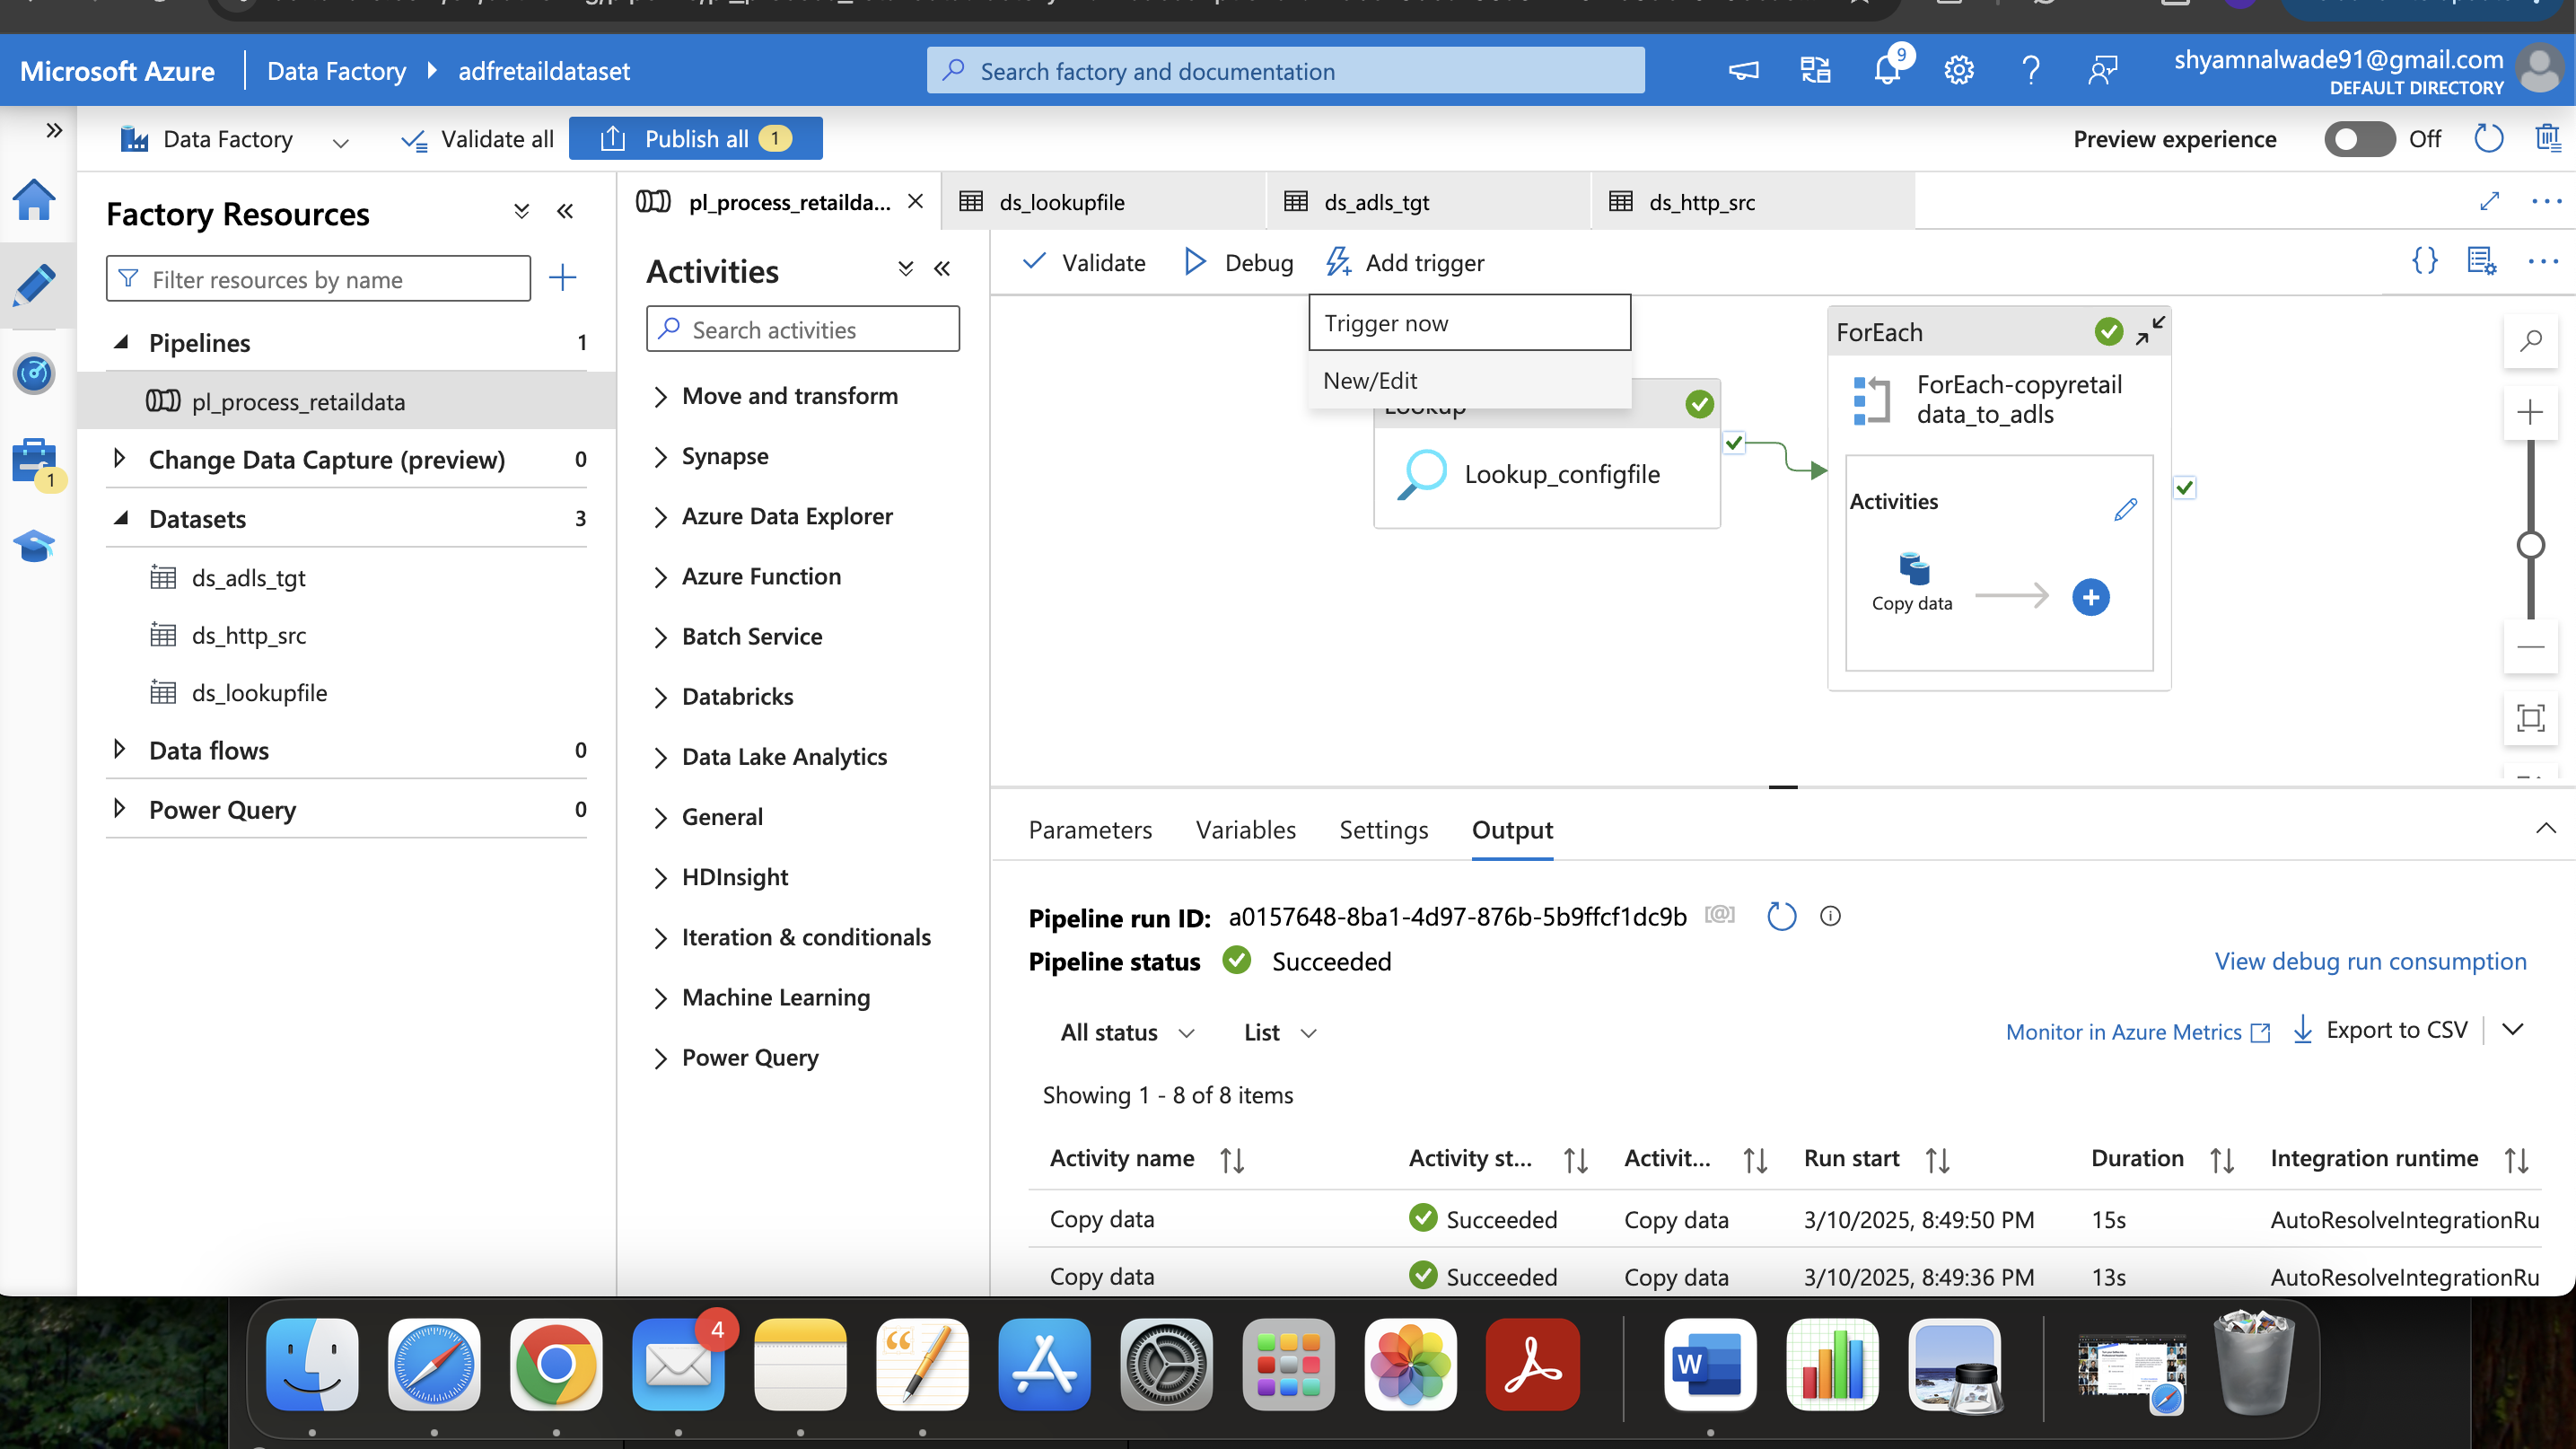 Microsoft Azure
Data Factory
adfretaildataset
Search factory and documentation
9
shyamnalwade91@gmail.com
DEFAULT DIRECTORY
Data Factory
Validate all
Publish all
1
Preview experience
Off
Factory Resources
Filter resources by name
Pipelines
1
pl_process_retaildata
Change Data Capture (preview)
0
1
Datasets
3
ds_adls_tgt
ds_http_src
ds_lookupfile
Data flows
0
Power Query
0
pl_process_retailda...
ds_lookupfile
ds_adls_tgt
ds_http_src
Activities
Search activities
Move and transform
Synapse
Azure Data Explorer
Azure Function
Batch Service
Databricks
Data Lake Analytics
General
HDInsight
Iteration & conditionals
Machine Learning
Power Query
Validate
Debug
Add trigger
Trigger now
New/Edit
Lookup
Lookup_configfile
ForEach
ForEach-copyretail
data_to_adls
Activities
Copy data
Parameters
Variables
Settings
Output
Pipeline run ID:
a0157648-8ba1-4d97-876b-5b9ffcf1dc9b
Pipeline status
Succeeded
View debug run consumption
All status
List
Monitor in Azure Metrics
Export to CSV
Showing 1 - 8 of 8 items
Activity name
Activity st...
Activit...
Run start
Duration
Integration runtime
Copy data
Succeeded
Copy data
3/10/2025, 8:49:50 PM
15s
AutoResolveIntegrationRu
Copy data
Succeeded
Copy data
3/10/2025, 8:49:36 PM
13s
AutoResolveIntegrationRu
4
W